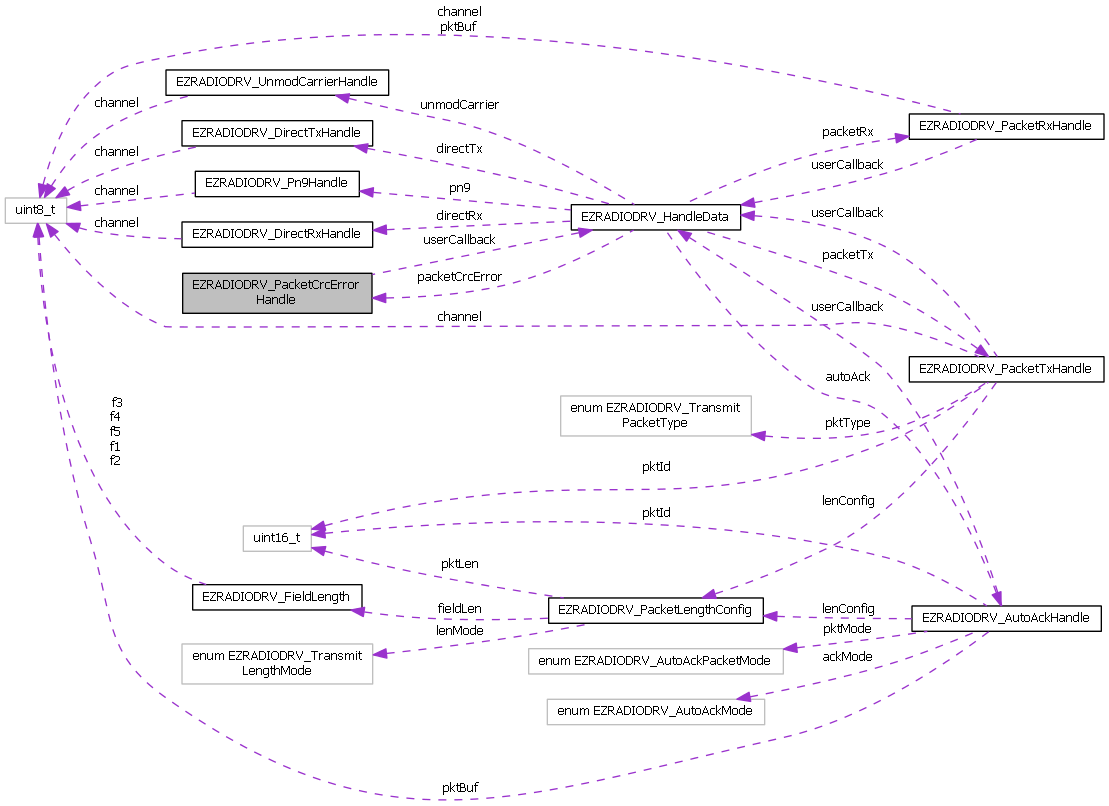 channel
pktBuf
EZRADIODRV_UnmodCarrierHandle
channel
unmodCarrier
EZRADIODRV_PacketRxHandle
packetRx
EZRADIODRV_DirectTxHandle
channel
directTx
userCallback
EZRADIODRV_Pn9Handle
channel
pn9
uint8_t
EZRADIODRV_HandleData
userCallback
channel
directRx
EZRADIODRV_DirectRxHandle
userCallback
packetTx
packetCrcError
EZRADIODRV_PacketCrcError
Handle
userCallback
channel
EZRADIODRV_PacketTxHandle
autoAck
f3
f4
f5
f1
f2
enum EZRADIODRV_Transmit
PacketType
pktType
pktId
lenConfig
pktId
uint16_t
pktLen
EZRADIODRV_FieldLength
fieldLen
EZRADIODRV_PacketLengthConfig
lenConfig
EZRADIODRV_AutoAckHandle
lenMode
pktMode
enum EZRADIODRV_Transmit
LengthMode
enum EZRADIODRV_AutoAckPacketMode
ackMode
enum EZRADIODRV_AutoAckMode
pktBuf